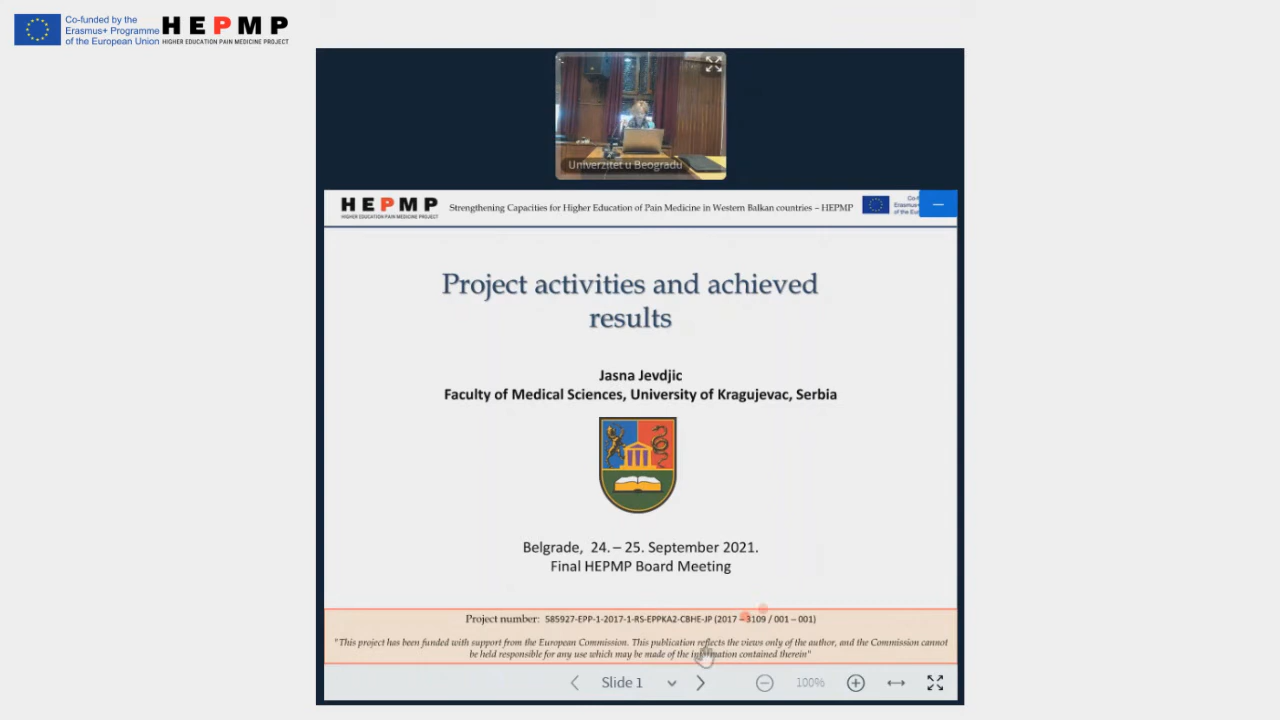 Co-funded by the
Erasmus+ Programme
of the European Union
HEPMP
HIGHER EDUCATION PAIN MEDICINE PROJECT
Univerzitet u Beogradu
HEPMP
HIGHER EDUCATION PAIN MEDICINE PROJECT
Strengthening Capacities for Higher Education of Pain Medicine in Western Balkan countries – HEPMP
Project activities and achieved
results
Jasna Jevdjic
Faculty of Medical Sciences, University of Kragujevac, Serbia
Belgrade, 24. – 25. September 2021.
Final HEPMP Board Meeting
Project number: 585927-EPP-1-2017-1-RS-EPPKA2-CBHE-JP (2017 – 3109 / 001 – 001)
"This project has been funded with support from the European Commission. This publication reflects the views only of the author, and the Commission cannot
be held responsible for any use which may be made of the information contained therein"
Slide 1
100%